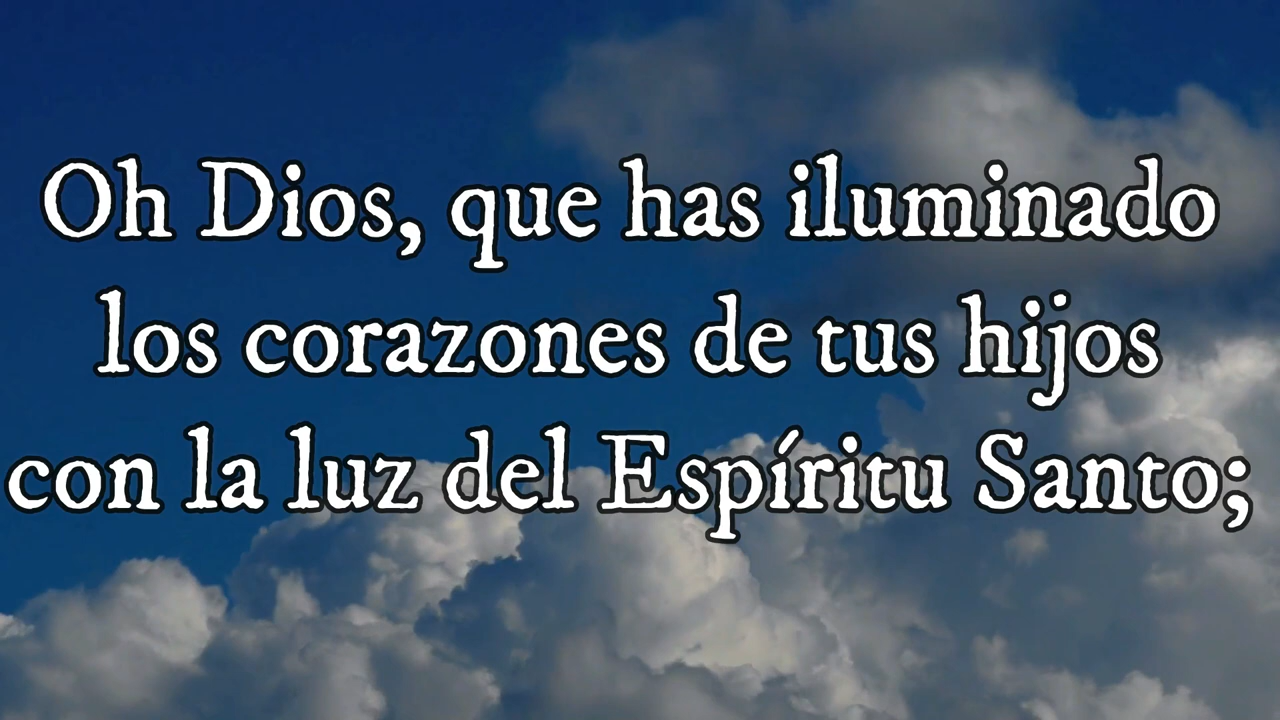 Oh Dios, que has iluminado
los corazones de tus hijos
con la luz del Espíritu Santo;